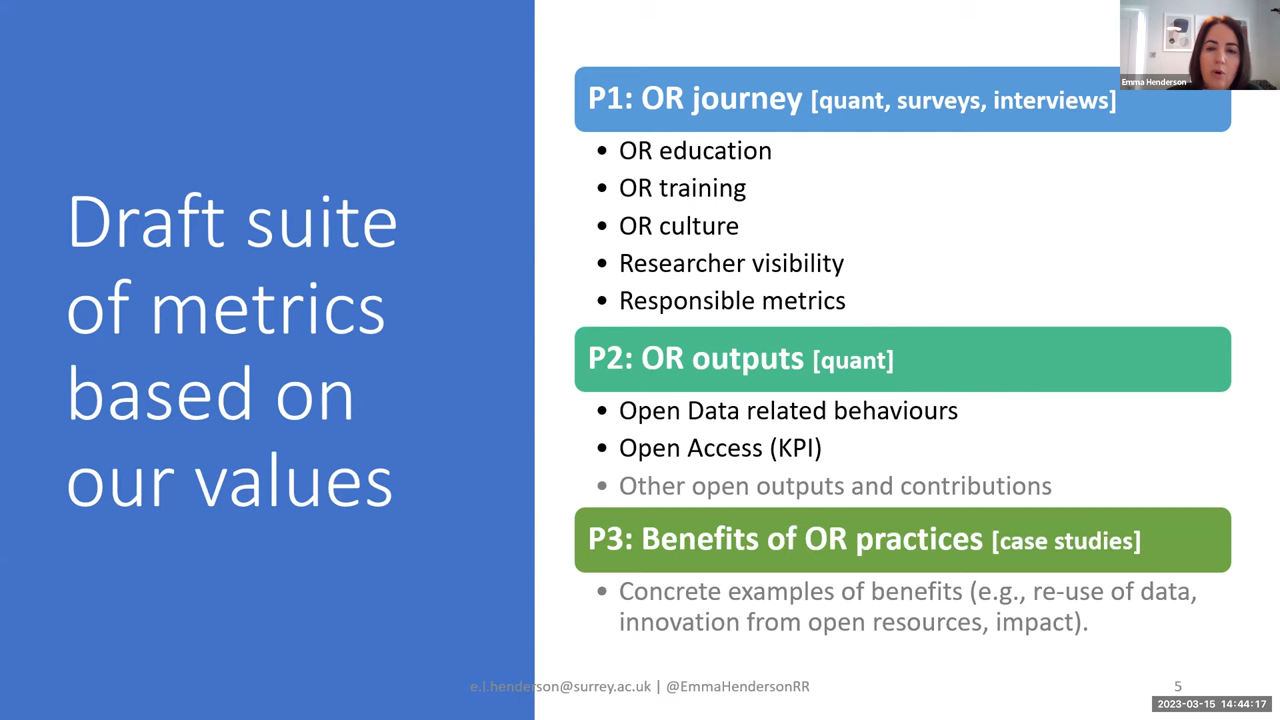 Draft suite
of metrics
based on
our values
P1: OR journey [quant, surveys, interviews]
• OR education
• OR training
• OR culture
• Researcher visibility
• Responsible metrics
P2: OR outputs [quant]
• Open Data related behaviours
• Open Access (KPI)
• Other open outputs and contributions
P3: Benefits of OR practices [case studies]
• Concrete examples of benefits (e.g., re-use of data,
innovation from open resources, impact).
e.l.henderson@surrey.ac.uk | @EmmaHendersonRR
5
Emma Henderson
2023-03-15 14:44:17